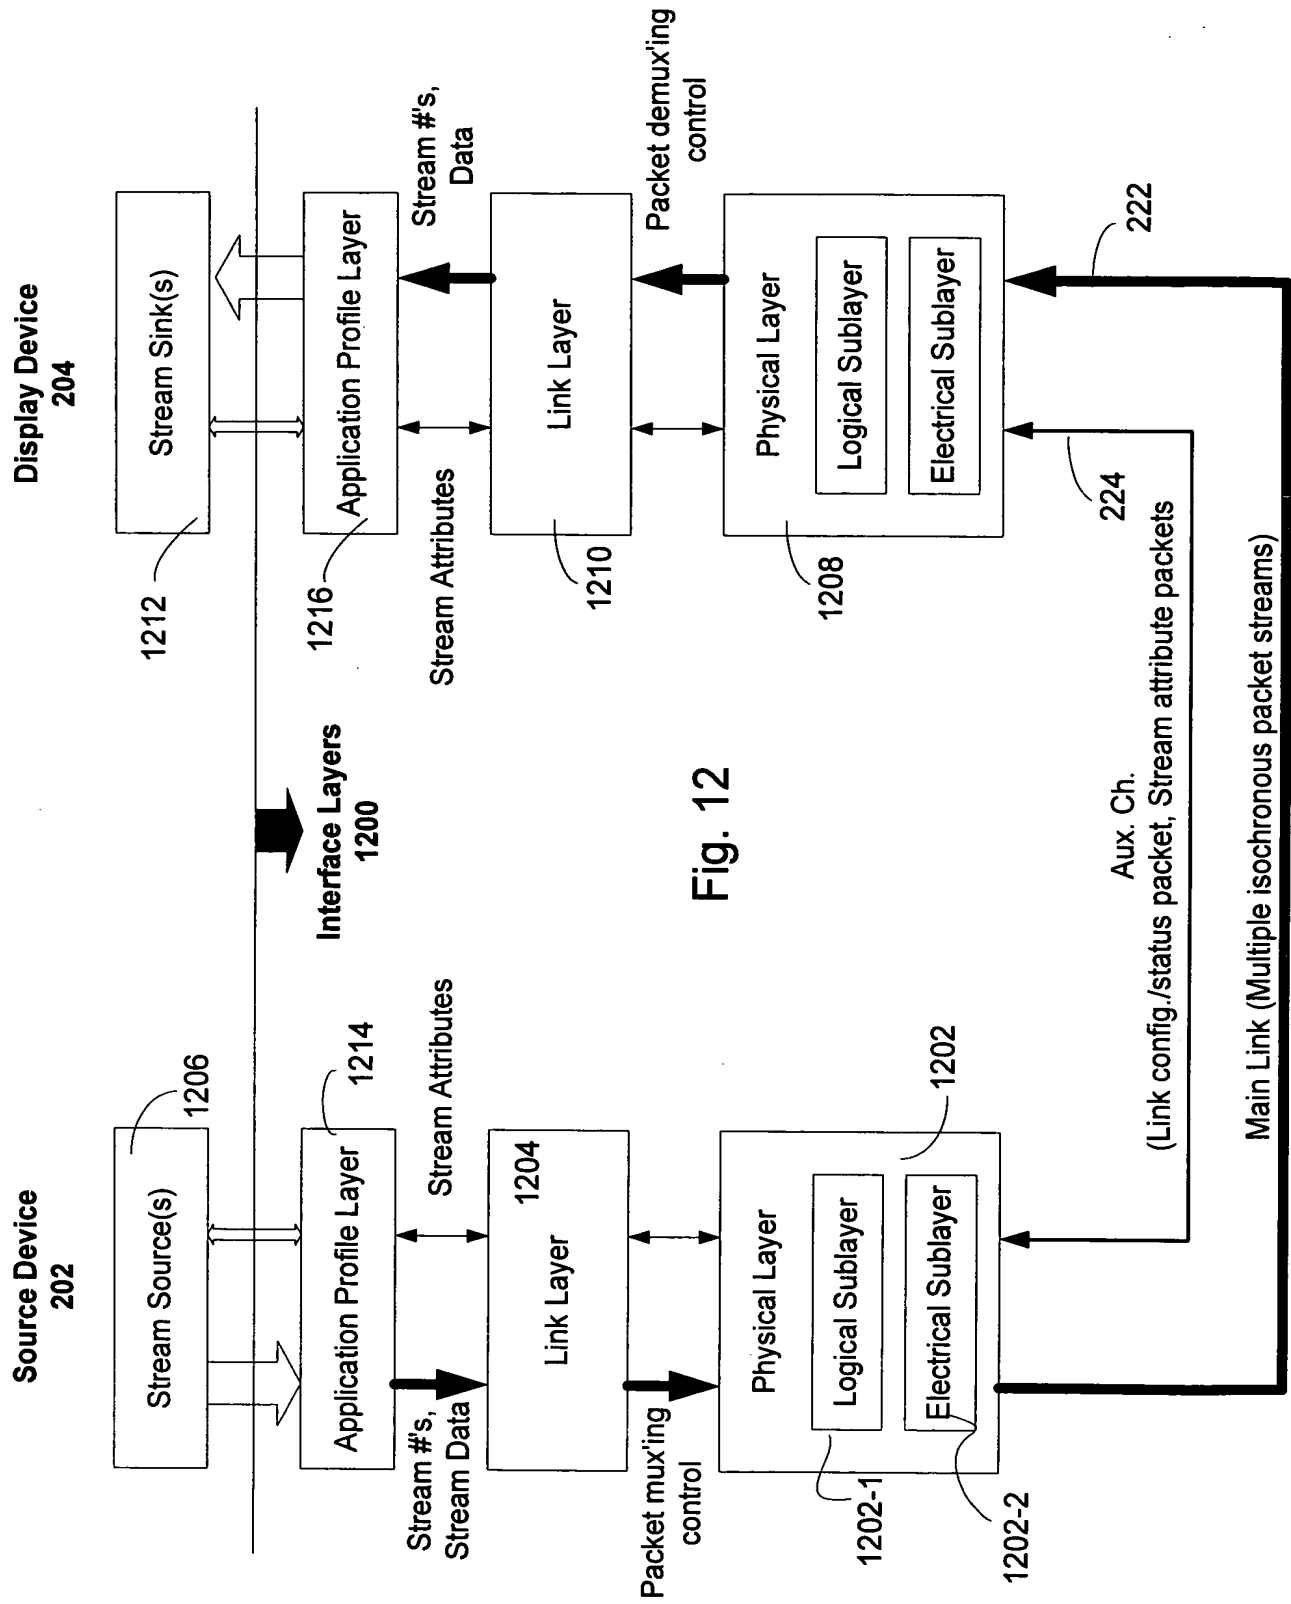 Source Device
202
Stream Source(s)
1206
Application Profile Layer
1214
Stream #'s,
Stream Data
Stream Attributes
Link Layer
1204
Packet mux'ing
control
Physical Layer
1202
Logical Sublayer
1202-1
Electrical Sublayer
1202-2
Interface Layers
1200
Display Device
204
Stream Sink(s)
1212
Application Profile Layer
1216
Stream Attributes
Stream #'s,
Data
Link Layer
1210
Packet demux'ing
control
Physical Layer
1208
Logical Sublayer
Electrical Sublayer
224
222
Fig. 12
Aux. Ch.
(Link config./status packet, Stream attribute packets
Main Link (Multiple isochronous packet streams)